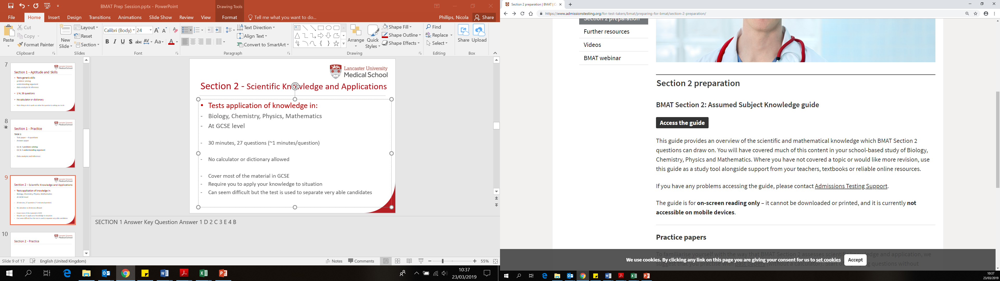 BMAT Prep Session.pptx - PowerPoint
Drawing Tools
File Home Insert Design Transitions Animations Slide Show Review View Format Tell me what you want to do... Phillips, Nicola Share
Paste
Cut
Copy
Format Painter
Clipboard
New Slide
Layout
Reset
Section
Slides
Calibri (Body) 24
B I U S abc AV Aa A
Font
Text Direction
Align Text
Convert to SmartArt
Paragraph
Arrange
Quick Styles
Shape Fill
Shape Outline
Shape Effects
Drawing
Find
Replace
Select
Editing
Share Upload
Box
7
Lancaster University
Medical School
Section 1 - Aptitude and Skills
• Tests generic skills
problem solving
understanding argument
data analysis & inference
• 1 hr, 35 questions
• No calculator or dictionary
Main thing to do is work out what the question is asking you to do
8
Lancaster University
Medical School
Section 1 - Practice
TASK 1
Test paper – 4 questions
Answer paper
Q1 & 3 problem solving
Q2 & 4 understanding argument
Data analysis and inference
9
Lancaster University
Medical School
Section 2 - Scientific Knowledge and Applications
• Tests application of knowledge in:
Biology, Chemistry, Physics, Mathematics
At GCSE level
30 minutes, 27 questions (~1 minutes/question)
No calculator or dictionary allowed
Cover most of the material in GCSE
Require you to apply your knowledge to situation
Can seem difficult but the test is used to separate very able candidates
10
Lancaster University
Medical School
Section 2 - Practice
Lancaster University
Medical School
Section 2 - Scientific Knowledge and Applications
• Tests application of knowledge in:
- Biology, Chemistry, Physics, Mathematics
- At GCSE level
- 30 minutes, 27 questions (~1 minutes/question)
- No calculator or dictionary allowed
- Cover most of the material in GCSE
- Require you to apply your knowledge to situation
- Can seem difficult but the test is used to separate very able candidates
SECTION 1 Answer Key Question Answer 1 D 2 C 3 E 4 B
Slide 9 of 17 English (United Kingdom) Notes Comments 55%
10:37
23/03/2019
Section 2 preparation | BMAT | C
https://www.admissionstesting.org/for-test-takers/bmat/preparing-for-bmat/section-2-preparation/
Section 2 preparation
Further resources
Videos
BMAT webinar
Section 2 preparation
BMAT Section 2: Assumed Subject Knowledge guide
Access the guide
This guide provides an overview of the scientific and mathematical knowledge which BMAT Section 2
questions can draw on. You will have covered much of this content in your school-based study of Biology,
Chemistry, Physics and Mathematics. Where you have not covered a topic or would like more revision, use
this guide as a study tool alongside support from your teachers, textbooks or reliable online resources.
If you have any problems accessing the guide, please contact Admissions Testing Support.
The guide is for on-screen reading only – it cannot be downloaded or printed, and it is currently not
accessible on mobile devices.
Practice papers
To familiarise yourself with the way that BMAT Section 2 assesses scientific knowledge and application, we
suggest that you practise with past papers (without a calculator). Start by trying questions without
We use cookies. By clicking any link on this page you are giving your consent for us to set cookies Accept
10:37
23/03/2019